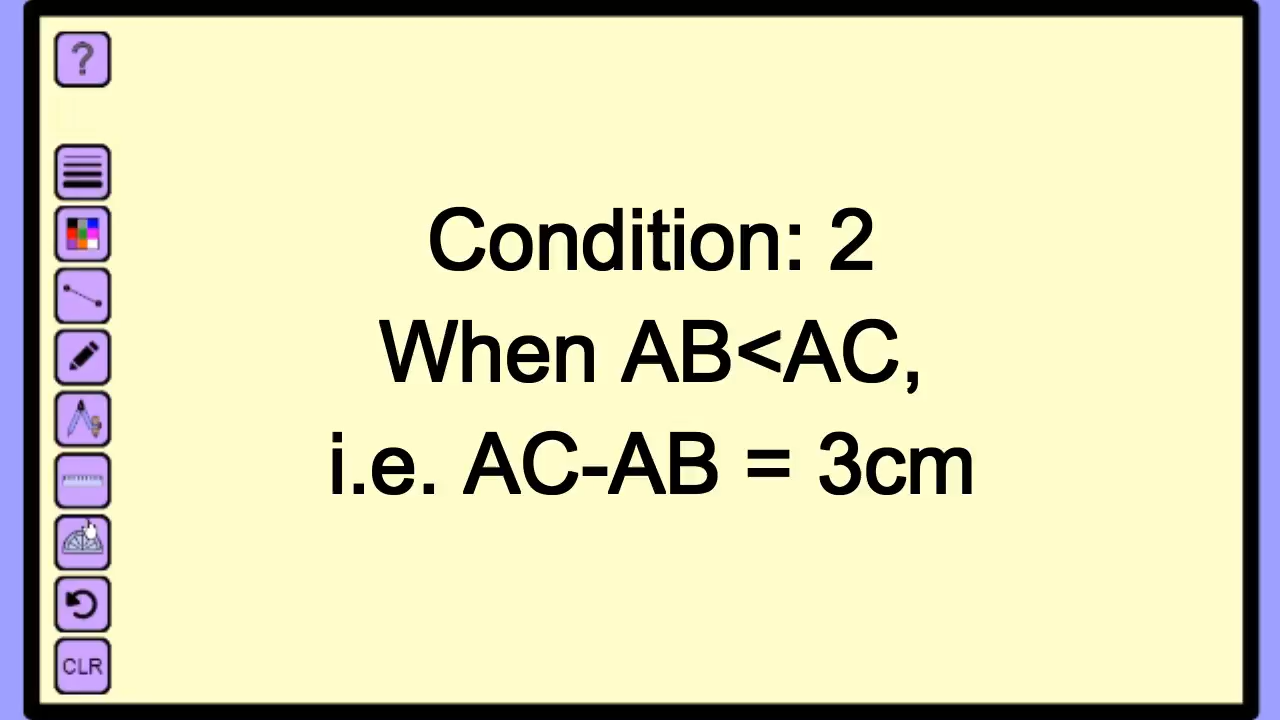 ?
Condition: 2
When AB<AC,
i.e. AC-AB = 3cm
CLR